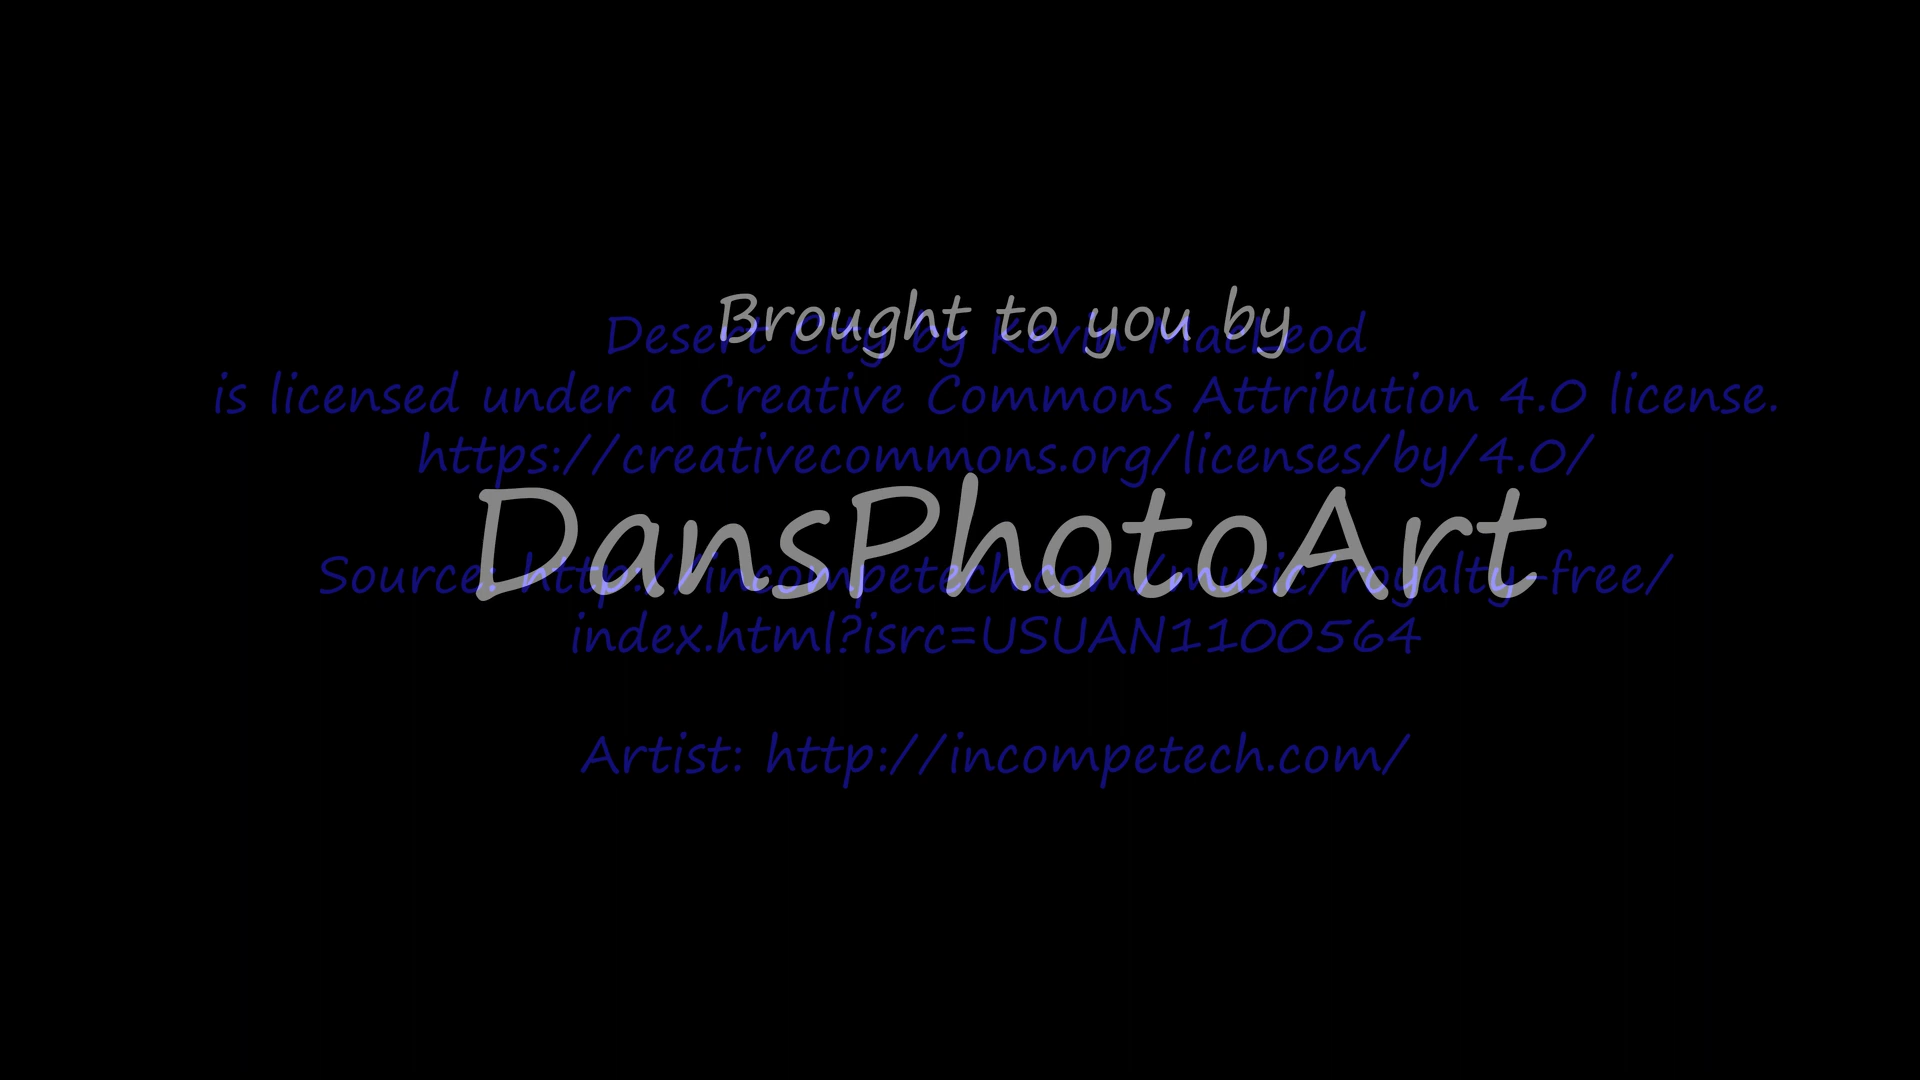 Brought to you by
Desert City by Kevin MacLeod
is licensed under a Creative Commons Attribution 4.0 license.
https://creativecommons.org/licenses/by/4.0/
DansPhotoArt
Source: http://incompetech.com/music/royalty-free/
index.html?isrc=USUAN1100564
Artist: http://incompetech.com/